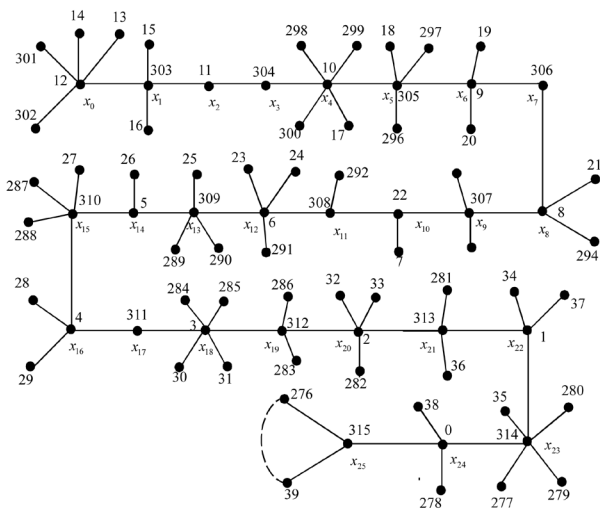 14 13 15 298 10 299 18 297 19
301
12 303 11 304 305 9 306
x₀ x₁ x₂ x₃ x₄ x₅ x₆ x₇
302 16 300 17 296 20
27 26 25 23 24 292 21
287 310 5 309 308 22 307 8
288 x₁₅ x₁₄ x₁₃ x₁₂ 6 x₁₁ x₁₀ x₉ x₈
289 290 291 7 294
28 284 285 286 32 33 281 34 37
4 311 3 312 2 313 1
x₁₆ x₁₇ x₁₈ x₁₉ x₂₀ x₂₁ x₂₂
29 30 31 283 282 36
276 38 35 280
315 0 314 x₂₃
x₂₅ x₂₄
39 278 277 279